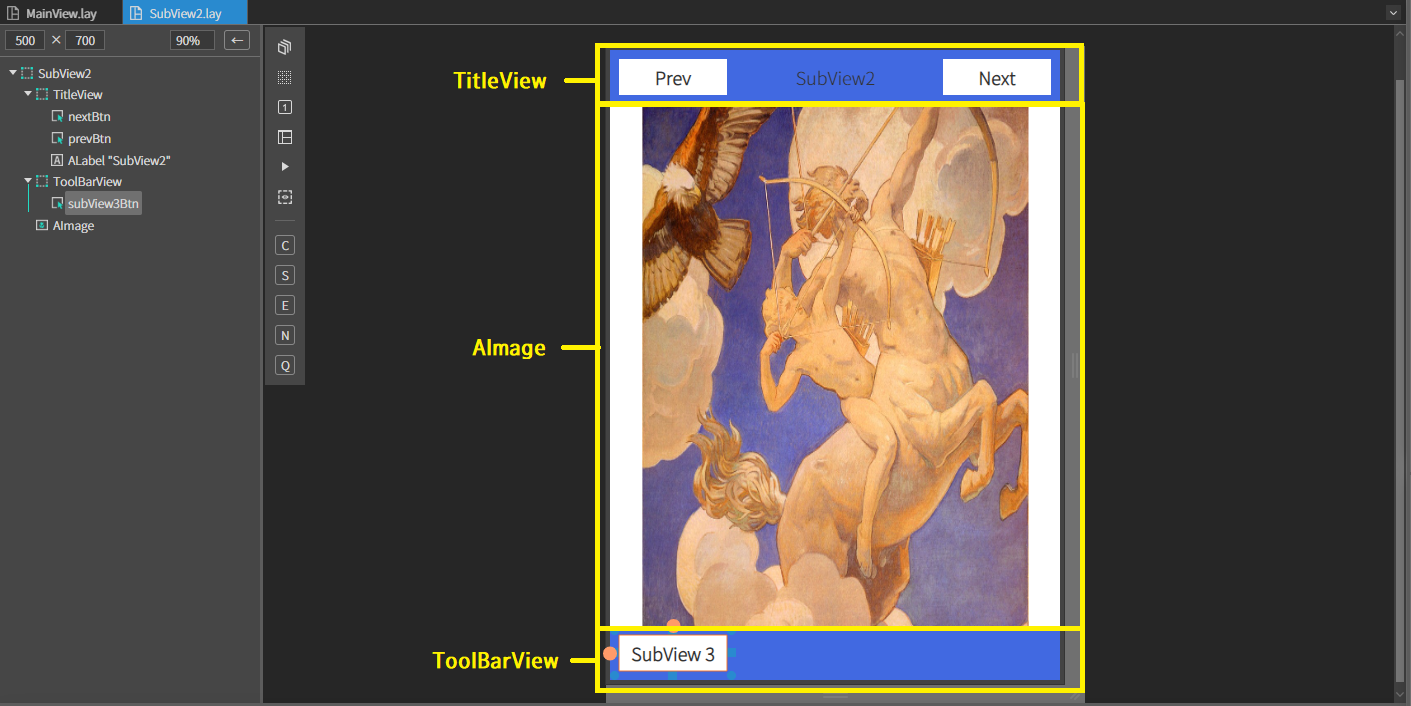 MainView.lay
SubView2.lay
500 × 700
90%
SubView2
TitleView
nextBtn
prevBtn
A ALabel "SubView2"
ToolBarView
subView3Btn
AImage
1
C
S
E
N
Q
TitleView
Prev SubView2 Next
AImage
ToolBarView
SubView 3